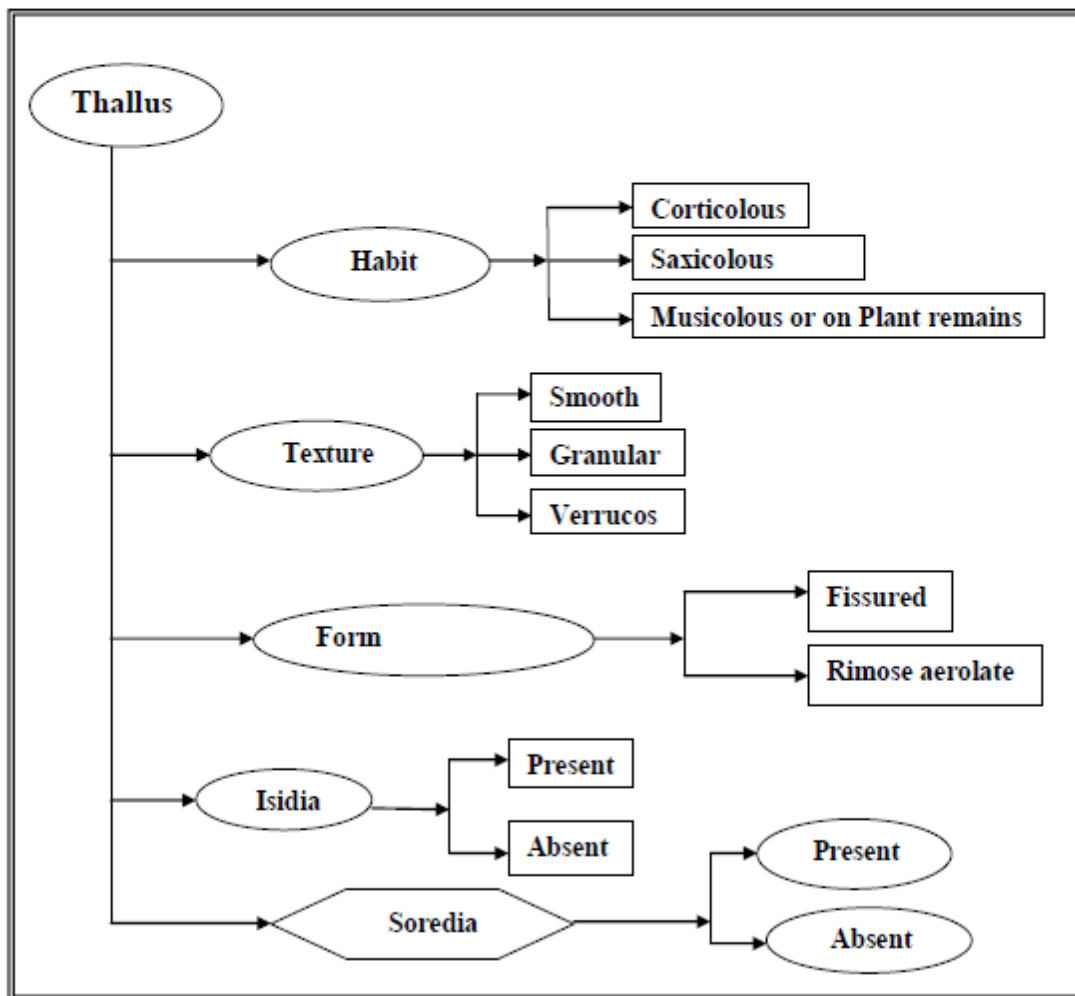 Thallus
Habit
Corticolous
Saxicolous
Musicolous or on Plant remains
Texture
Smooth
Granular
Verrucos
Form
Fissured
Rimose aerolate
Isidia
Present
Absent
Soredia
Present
Absent